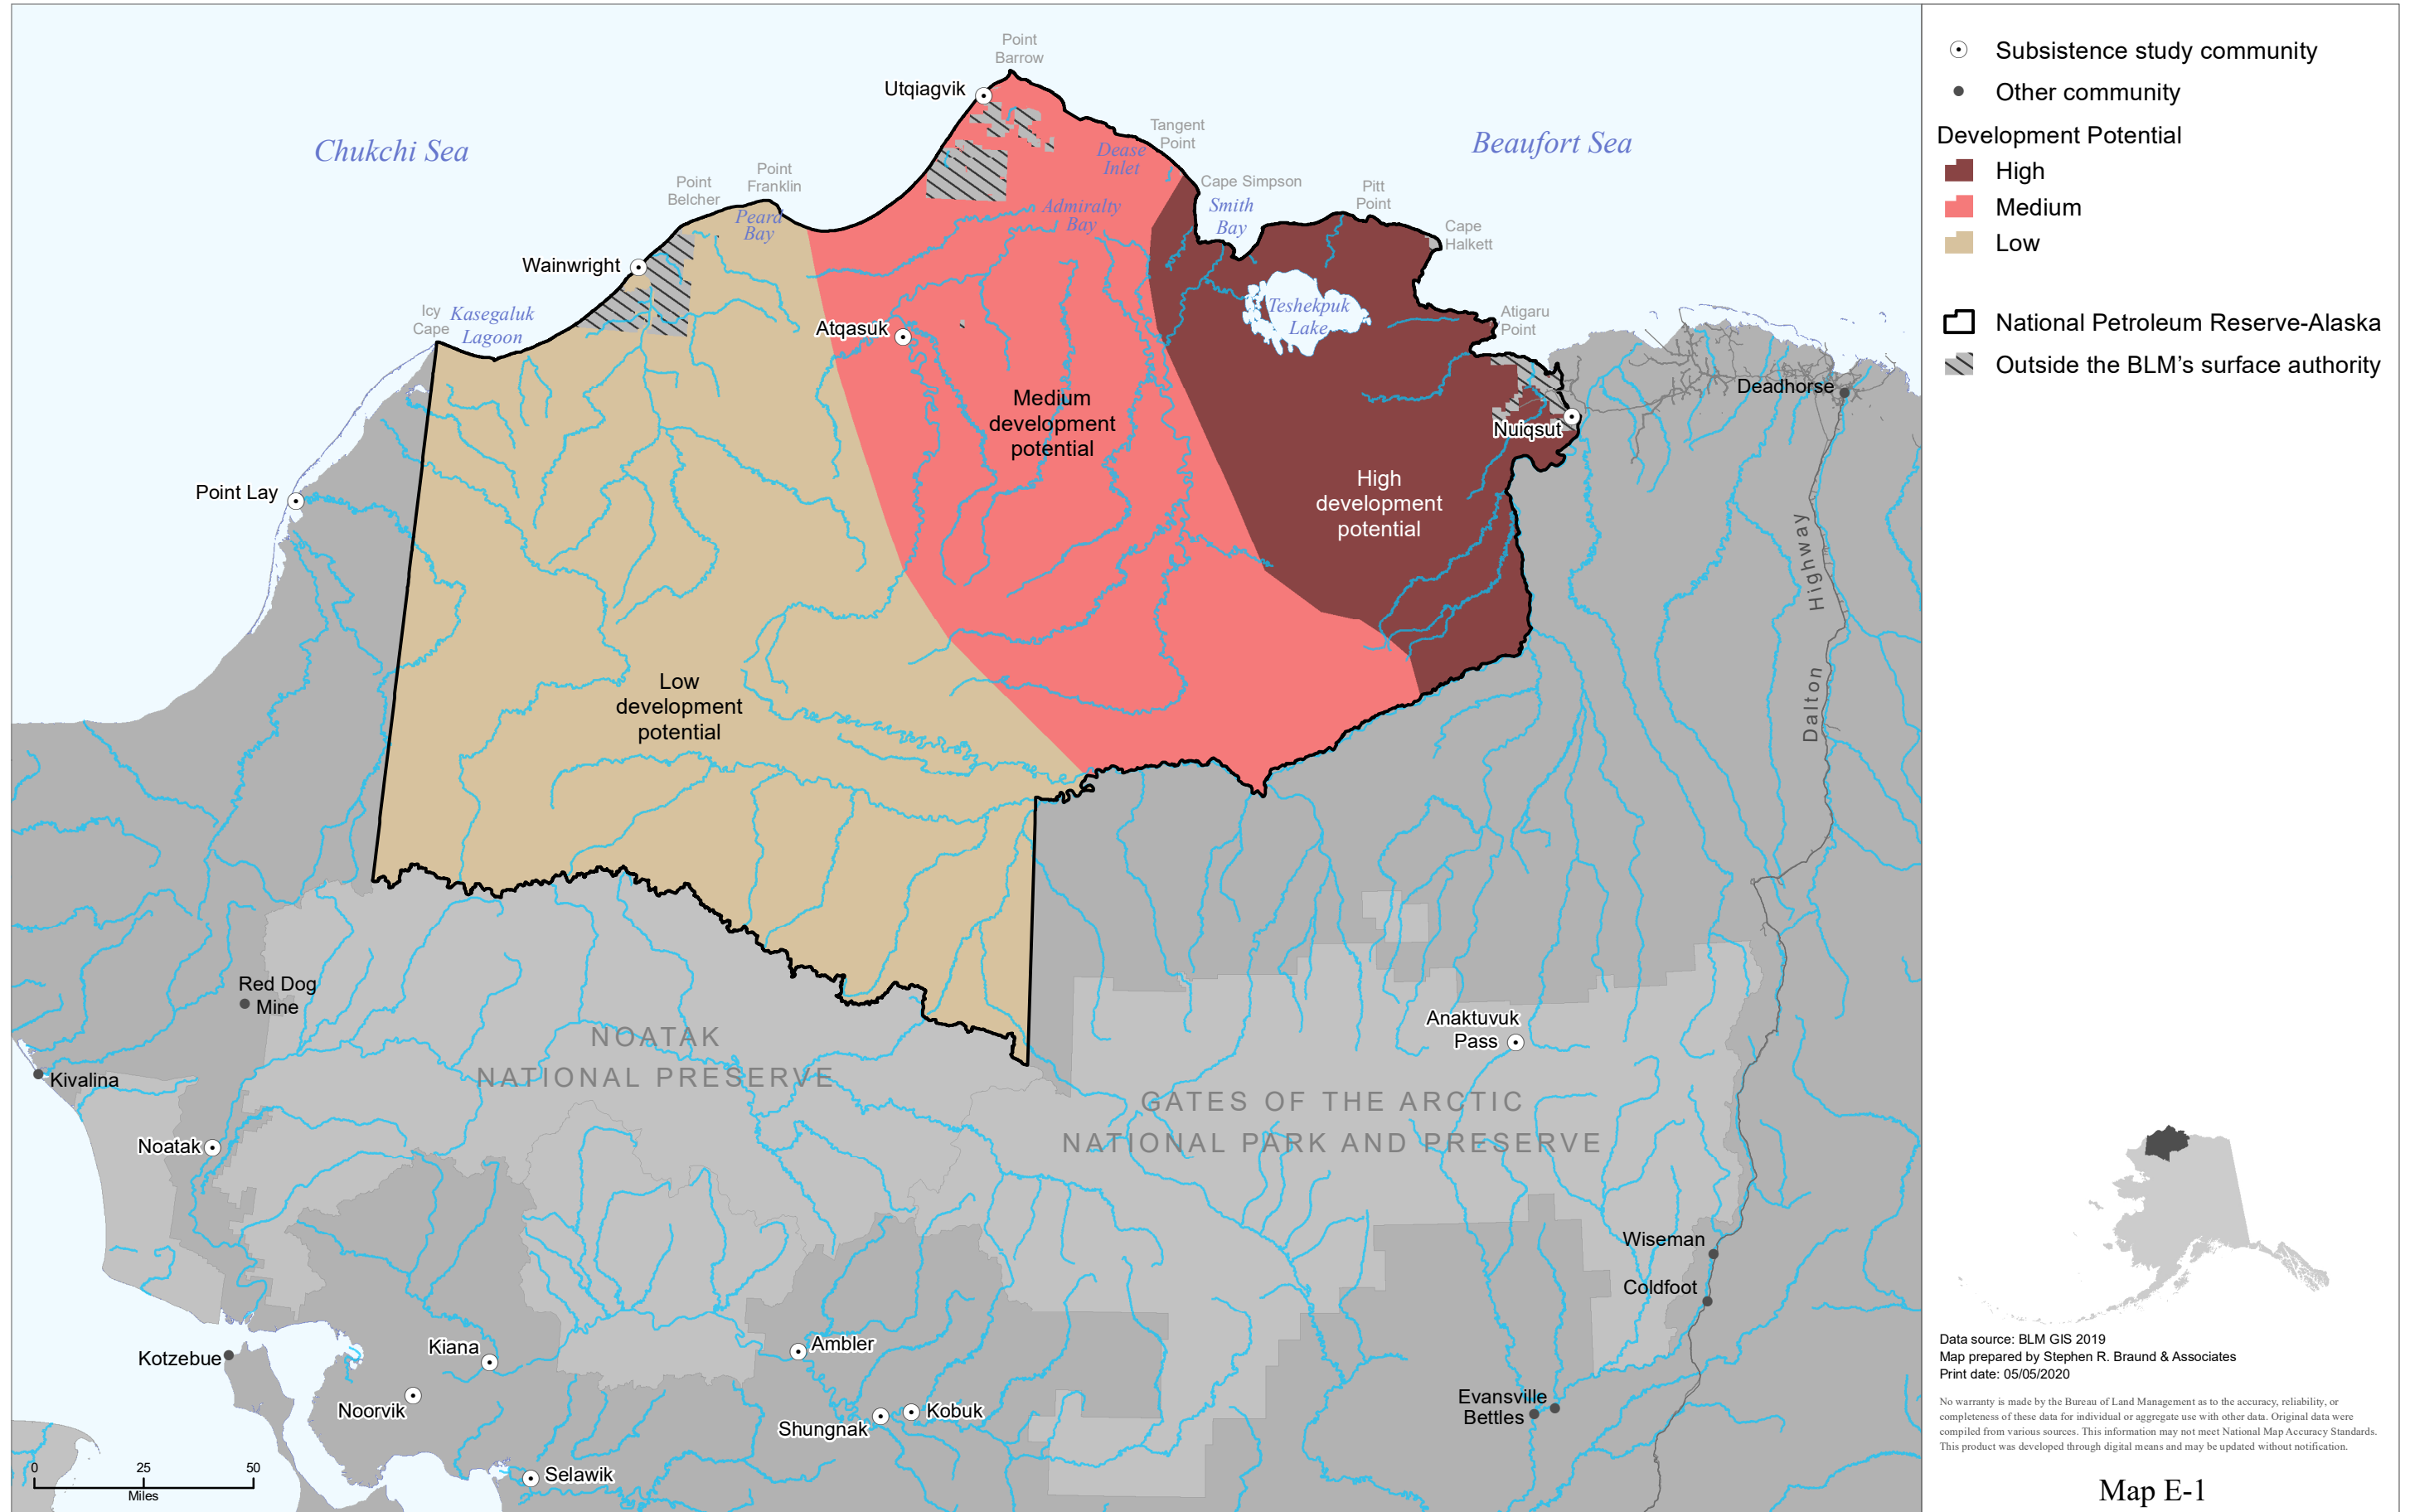 Point
Barrow
Utqiagvik
Chukchi Sea
Beaufort Sea
Tangent
Point
Dease
Inlet
Point
Franklin
Point
Belcher
Cape Simpson
Pitt
Point
Peard
Bay
Admiralty
Bay
Smith
Bay
Cape
Halkett
Wainwright
Icy
Cape
Kasegaluk
Lagoon
Atqasuk
Teshekpuk
Lake
Atigaru
Point
Deadhorse
Medium
development
potential
Nuiqsut
High
development
potential
Point Lay
Dalton Highway
Low
development
potential
Red Dog
Mine
NOATAK
NATIONAL PRESERVE
Anaktuvuk
Pass
Kivalina
GATES OF THE ARCTIC
NATIONAL PARK AND PRESERVE
Noatak
Wiseman
Coldfoot
Kotzebue
Kiana
Ambler
Noorvik
Shungnak
Kobuk
Evansville
Bettles
Selawik
0 25 50
Miles
Subsistence study community
Other community
Development Potential
High
Medium
Low
National Petroleum Reserve-Alaska
Outside the BLM’s surface authority
Data source: BLM GIS 2019
Map prepared by Stephen R. Braund & Associates
Print date: 05/05/2020
No warranty is made by the Bureau of Land Management as to the accuracy, reliability, or
completeness of these data for individual or aggregate use with other data. Original data were
compiled from various sources. This information may not meet National Map Accuracy Standards.
This product was developed through digital means and may be updated without notification.
Map E-1